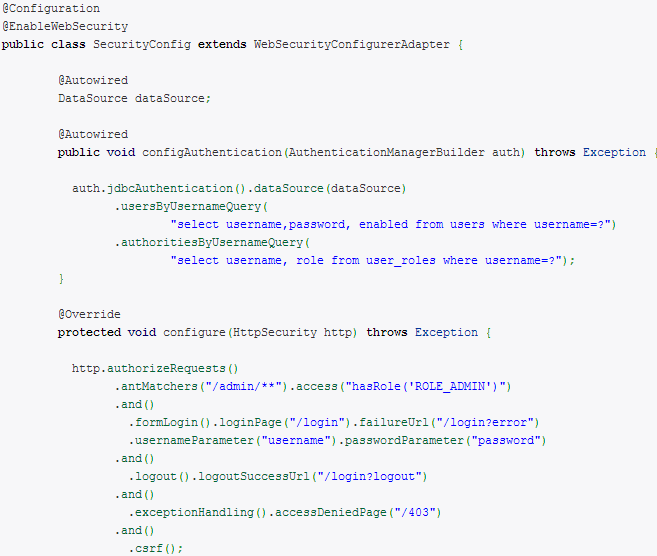 @Configuration
@EnableWebSecurity
public class SecurityConfig extends WebSecurityConfigurerAdapter {
@Autowired
DataSource dataSource;
@Autowired
public void configAuthentication(AuthenticationManagerBuilder auth) throws Exception {
auth.jdbcAuthentication().dataSource(dataSource)
.usersByUsernameQuery(
"select username,password, enabled from users where username=?")
.authoritiesByUsernameQuery(
"select username, role from user_roles where username=?");
}
@Override
protected void configure(HttpSecurity http) throws Exception {
http.authorizeRequests()
.antMatchers("/admin/**").access("hasRole('ROLE_ADMIN')")
.and()
.formLogin().loginPage("/login").failureUrl("/login?error")
.usernameParameter("username").passwordParameter("password")
.and()
.logout().logoutSuccessUrl("/login?logout")
.and()
.exceptionHandling().accessDeniedPage("/403")
.and()
.csrf();